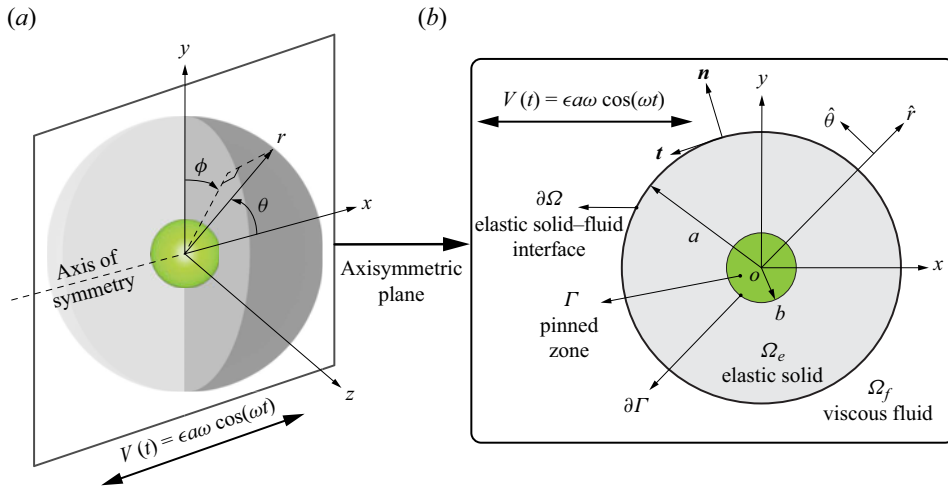 (a)
y
r
ϕ
θ
x
Axis of
symmetry
z
V (t) = ϵaω cos(ωt)
Axisymmetric
plane
(b)
V (t) = ϵaω cos(ωt)
n
y
θ̂
r̂
t
∂Ω
elastic solid–fluid
interface
a
x
o
b
Γ
pinned
zone
Ωₑ
elastic solid
∂Γ
Ω_f
viscous fluid